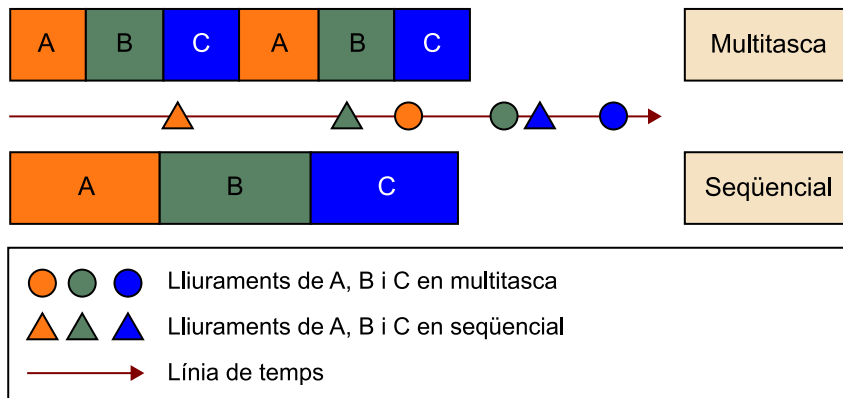 A B C A B C Multitasca
A B C Seqüencial
Lliuraments de A, B i C en multitasca
Lliuraments de A, B i C en seqüencial
Línia de temps